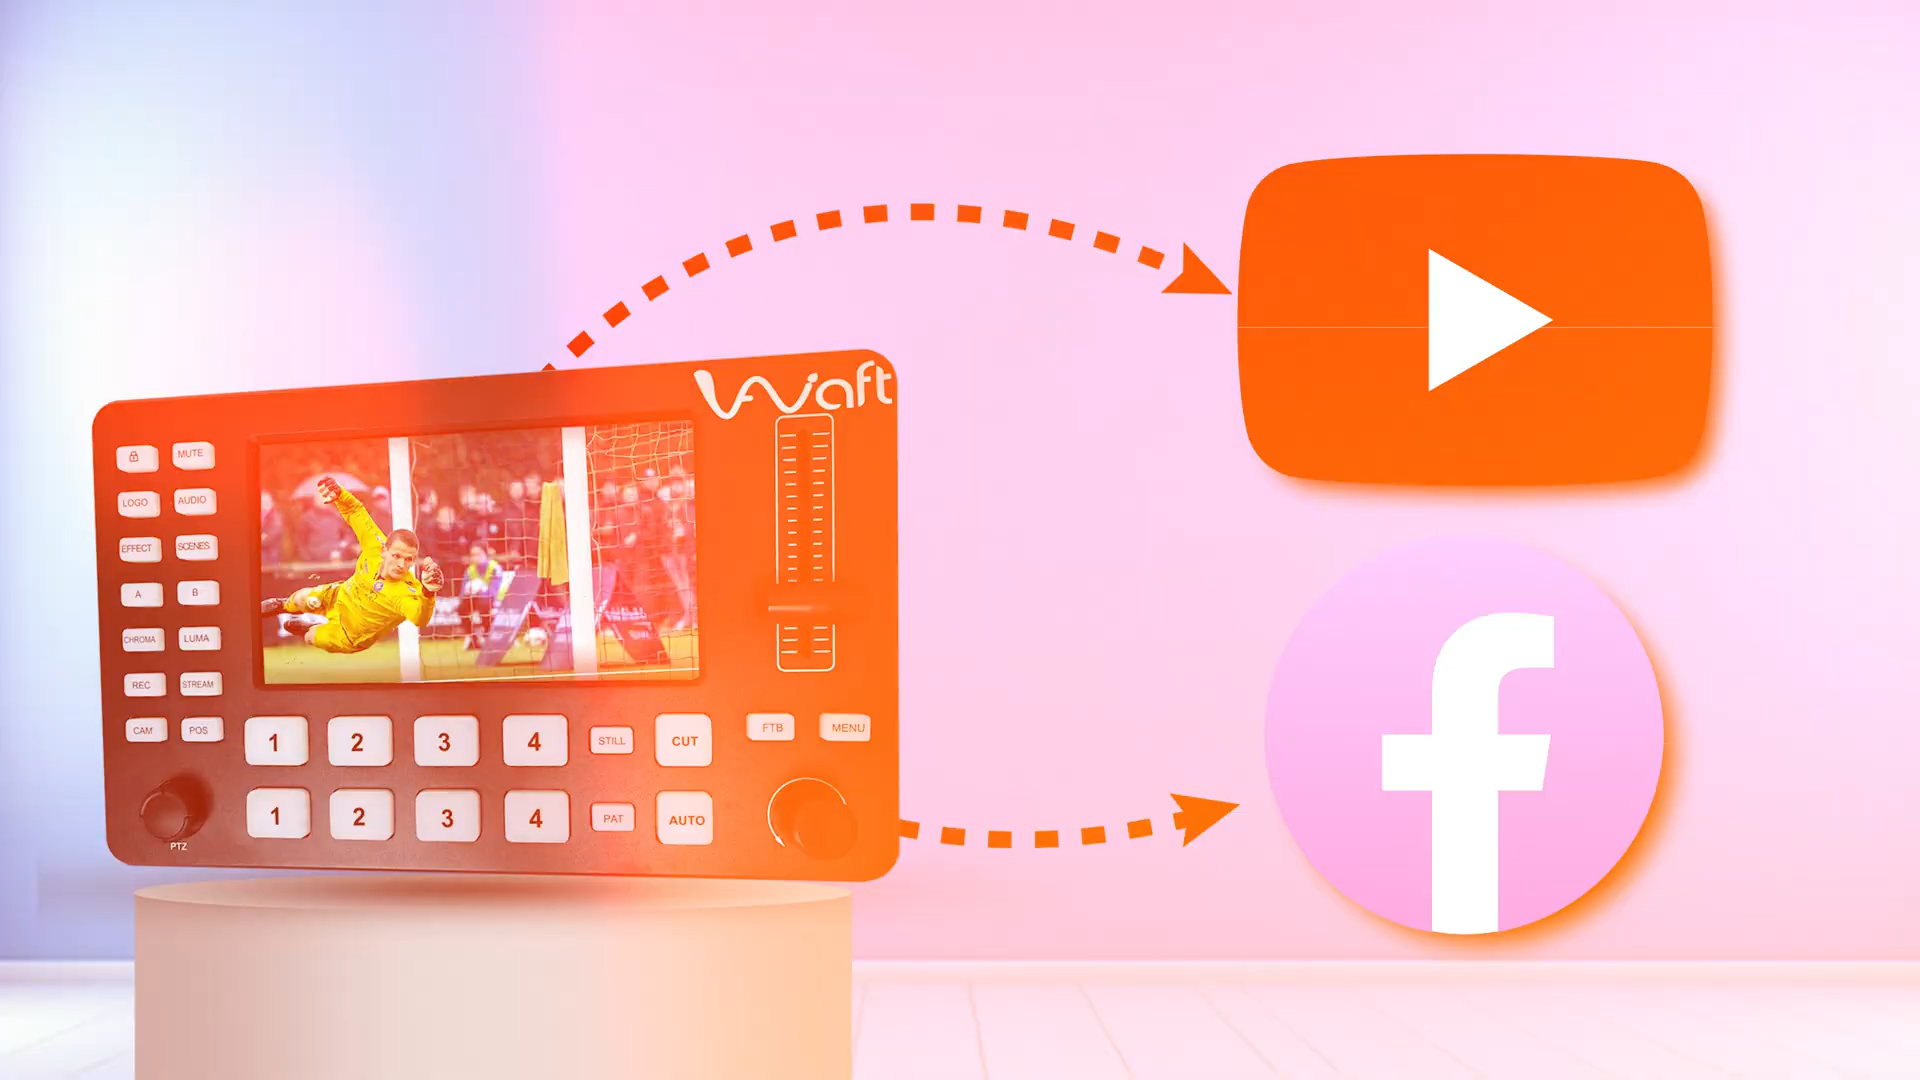 Waft
MUTE
LOGO AUDIO
EFFECT SCENES
A B
CHROMA LUMA
REC STREAM
CAM POS
PTZ
1 2 3 4 STILL CUT
1 2 3 4 PAT AUTO
FTB MENU